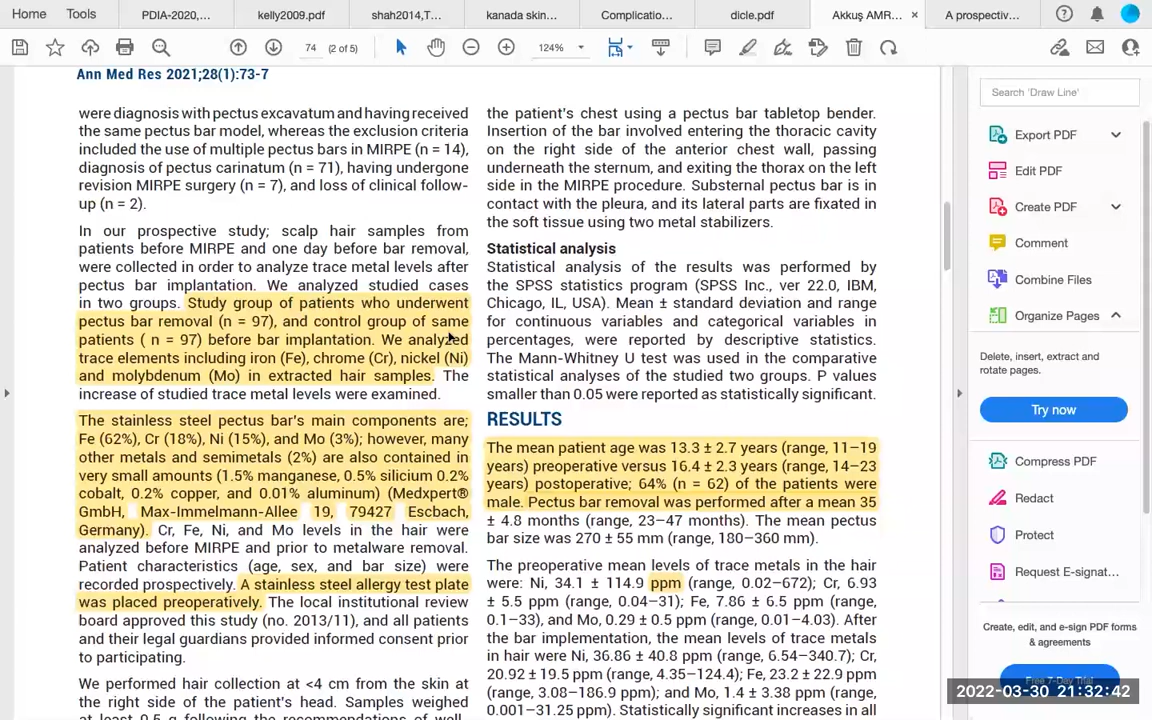 Home
Tools
PDIA-2020,...
kelly2009.pdf
shah2014,T...
kanada skin...
Complicatio...
dicle.pdf
Akkuş AMR...
A prospectiv...
74
(2 of 5)
124%
Ann Med Res 2021;28(1):73-7
were diagnosis with pectus excavatum and having received
the same pectus bar model, whereas the exclusion criteria
included the use of multiple pectus bars in MIRPE (n = 14),
diagnosis of pectus carinatum (n = 71), having undergone
revision MIRPE surgery (n = 7), and loss of clinical follow-
up (n = 2).
In our prospective study; scalp hair samples from
patients before MIRPE and one day before bar removal,
were collected in order to analyze trace metal levels after
pectus bar implantation. We analyzed studied cases
in two groups. Study group of patients who underwent
pectus bar removal (n = 97), and control group of same
patients ( n = 97) before bar implantation. We analyzed
trace elements including iron (Fe), chrome (Cr), nickel (Ni)
and molybdenum (Mo) in extracted hair samples. The
increase of studied trace metal levels were examined.
The stainless steel pectus bar's main components are;
Fe (62%), Cr (18%), Ni (15%), and Mo (3%); however, many
other metals and semimetals (2%) are also contained in
very small amounts (1.5% manganese, 0.5% silicium 0.2%
cobalt, 0.2% copper, and 0.01% aluminum) (Medxpert®
GmbH, Max-Immelmann-Allee 19, 79427 Escbach,
Germany). Cr, Fe, Ni, and Mo levels in the hair were
analyzed before MIRPE and prior to metalware removal.
Patient characteristics (age, sex, and bar size) were
recorded prospectively. A stainless steel allergy test plate
was placed preoperatively. The local institutional review
board approved this study (no. 2013/11), and all patients
and their legal guardians provided informed consent prior
to participating.
We performed hair collection at <4 cm from the skin at
the right side of the patient's head. Samples weighed
at least 0.5 g following the recommendations of well-
the patient's chest using a pectus bar tabletop bender.
Insertion of the bar involved entering the thoracic cavity
on the right side of the anterior chest wall, passing
underneath the sternum, and exiting the thorax on the left
side in the MIRPE procedure. Substernal pectus bar is in
contact with the pleura, and its lateral parts are fixated in
the soft tissue using two metal stabilizers.
Statistical analysis
Statistical analysis of the results was performed by
the SPSS statistics program (SPSS Inc., ver 22.0, IBM,
Chicago, IL, USA). Mean ± standard deviation and range
for continuous variables and categorical variables in
percentages, were reported by descriptive statistics.
The Mann-Whitney U test was used in the comparative
statistical analyses of the studied two groups. P values
smaller than 0.05 were reported as statistically significant.
RESULTS
The mean patient age was 13.3 ± 2.7 years (range, 11–19
years) preoperative versus 16.4 ± 2.3 years (range, 14–23
years) postoperative; 64% (n = 62) of the patients were
male. Pectus bar removal was performed after a mean 35
± 4.8 months (range, 23–47 months). The mean pectus
bar size was 270 ± 55 mm (range, 180–360 mm).
The preoperative mean levels of trace metals in the hair
were: Ni, 34.1 ± 114.9 ppm (range, 0.02–672); Cr, 6.93
± 5.5 ppm (range, 0.04–31); Fe, 7.86 ± 6.5 ppm (range,
0.1–33), and Mo, 0.29 ± 0.5 ppm (range, 0.01–4.03). After
the bar implementation, the mean levels of trace metals
in hair were Ni, 36.86 ± 40.8 ppm (range, 6.54–340.7); Cr,
20.92 ± 19.5 ppm (range, 4.35–124.4); Fe, 23.2 ± 22.9 ppm
(range, 3.08–186.9 ppm); and Mo, 1.4 ± 3.38 ppm (range,
0.001–31.25 ppm). Statistically significant increases in all
Search 'Draw Line'
Export PDF
Edit PDF
Create PDF
Comment
Combine Files
Organize Pages
Delete, insert, extract and
rotate pages.
Try now
Compress PDF
Redact
Protect
Request E-signat...
Create, edit, and e-sign PDF forms
& agreements
Free 7-Day Trial
2022-03-30 21:32:42